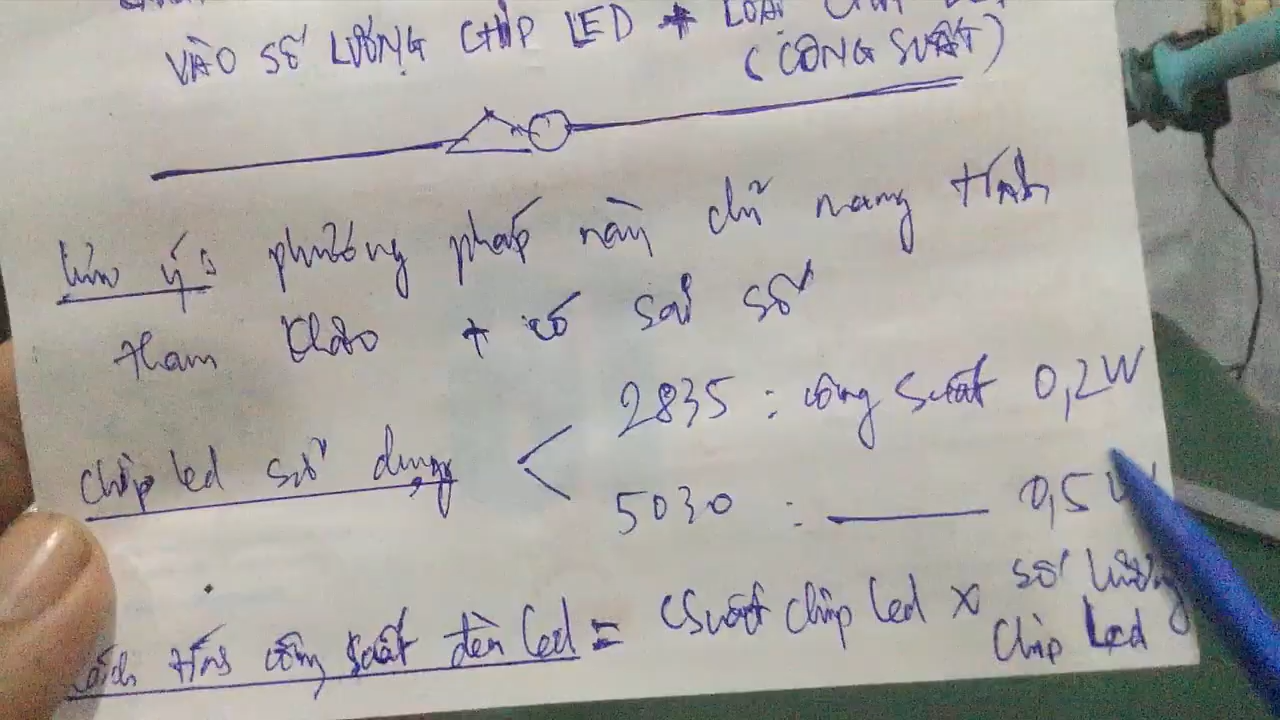 VÀO SỐ LƯỢNG CHIP LED + LOẠI
(CÔNG SUẤT)
Lưu ý: phương pháp này chỉ mang tính
tham khảo + có sai số
chip led sử dụng < 2835 : công suất 0,2W
5030 : —— 0,5W
Cách tính công suất đèn led = Csuất chip led x số lượng
chip Led